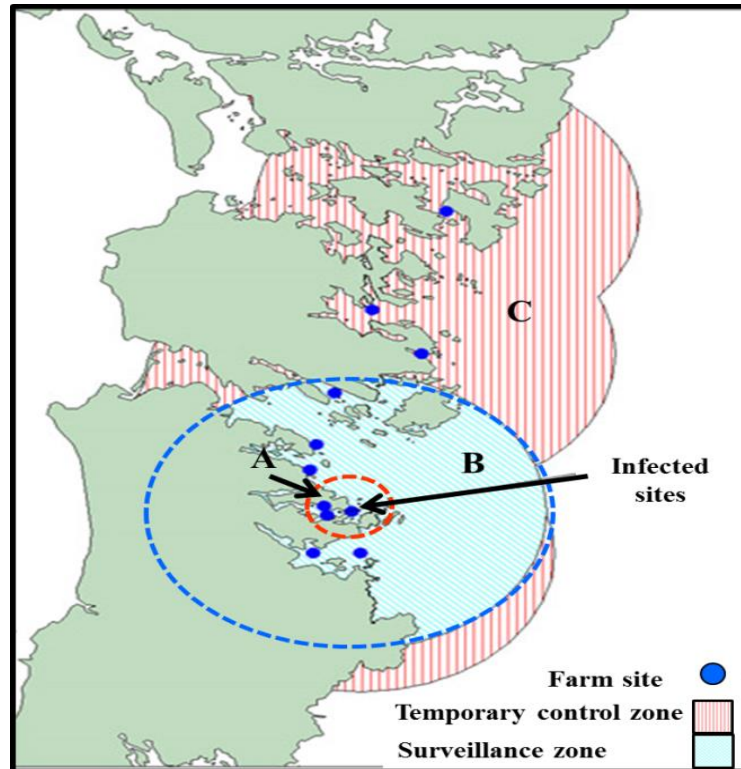 C
A
B
Infected
sites
Farm site
Temporary control zone
Surveillance zone